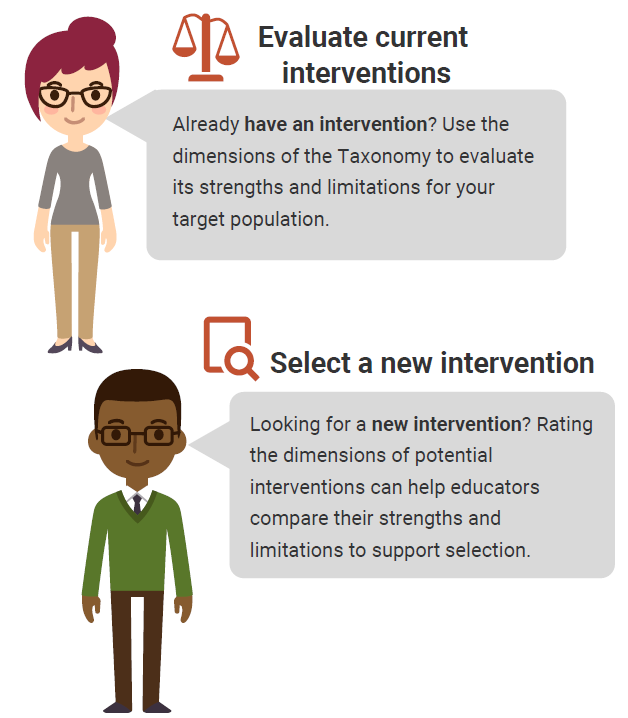 Evaluate current
interventions
Already have an intervention? Use the
dimensions of the Taxonomy to evaluate
its strengths and limitations for your
target population.
Select a new intervention
Looking for a new intervention? Rating
the dimensions of potential
interventions can help educators
compare their strengths and
limitations to support selection.